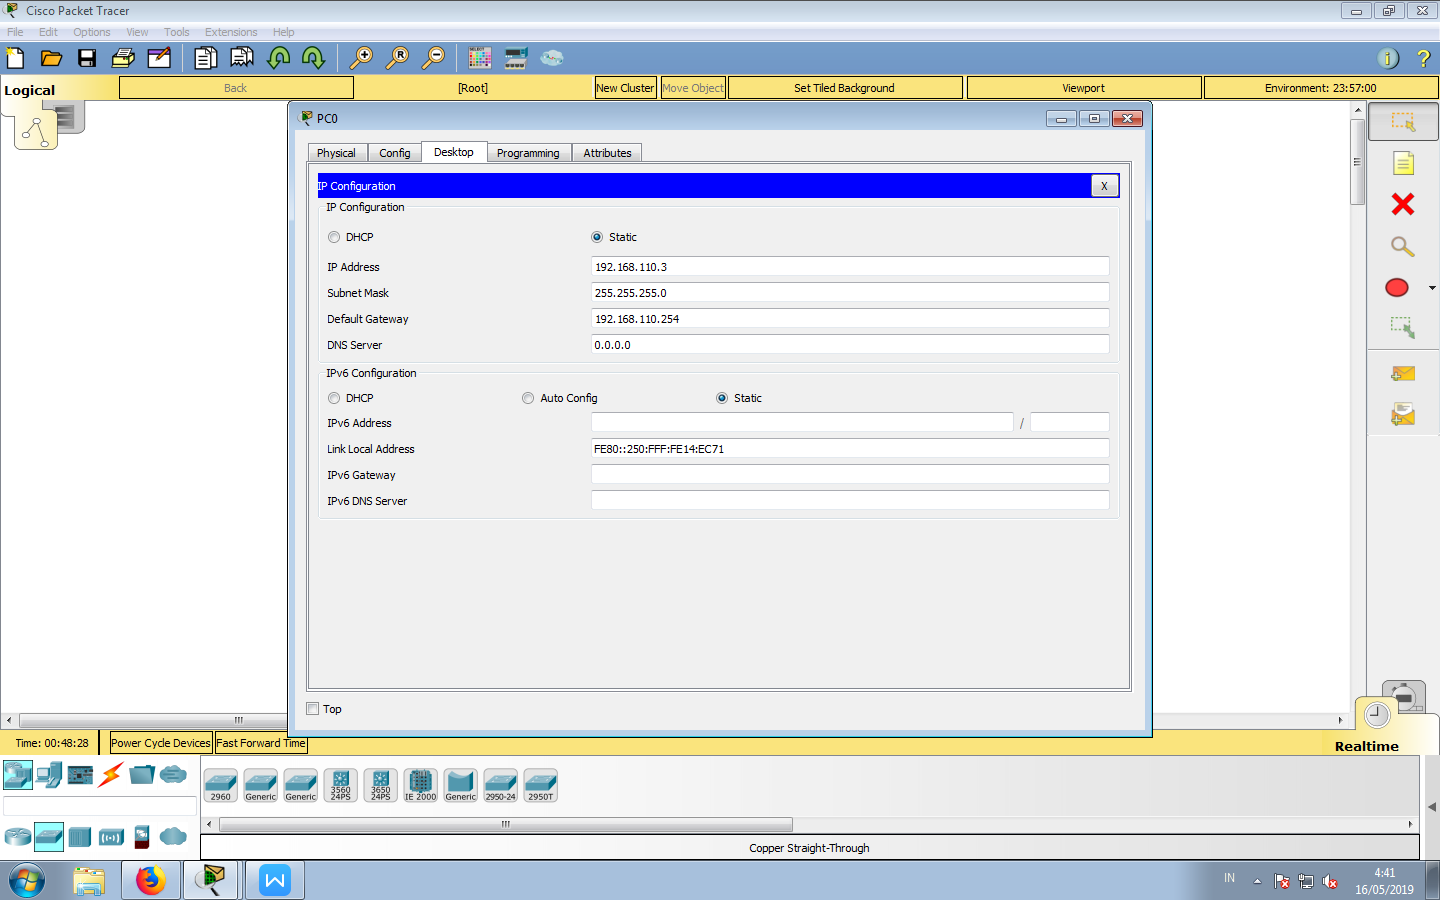 Cisco Packet Tracer
File Edit Options View Tools Extensions Help
Logical Back [Root] New Cluster Move Object Set Tiled Background Viewport Environment: 23:57:00
PC0
Physical Config Desktop Programming Attributes
IP Configuration X
IP Configuration
DHCP Static
IP Address 192.168.110.3
Subnet Mask 255.255.255.0
Default Gateway 192.168.110.254
DNS Server 0.0.0.0
IPv6 Configuration
DHCP Auto Config Static
IPv6 Address /
Link Local Address FE80::250:FFF:FE14:EC71
IPv6 Gateway
IPv6 DNS Server
Top
Time: 00:48:28 Power Cycle Devices Fast Forward Time Realtime
2960 Generic Generic 3560 24PS 3650 24PS IE 2000 Generic 2950-24 2950T
Copper Straight-Through
IN 4:41
16/05/2019